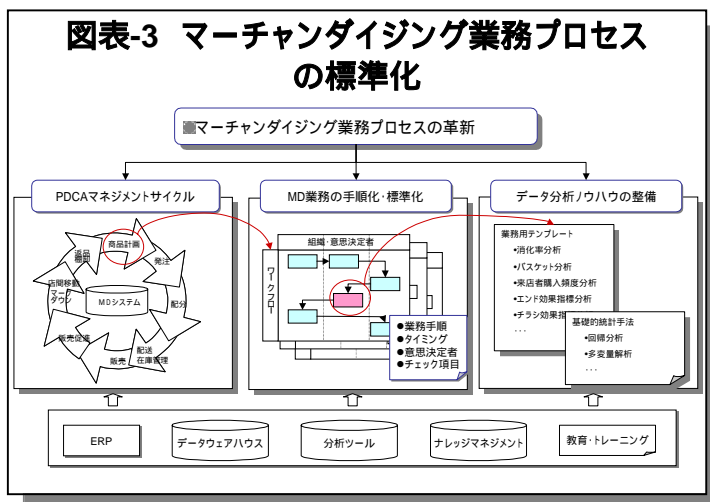 図表-3 マーチャンダイジング業務プロセス
の標準化
マーチャンダイジング業務プロセスの革新
PDCAマネジメントサイクル
商品計画
発注
配分
配送
在庫管理
販売
販売促進
マーク
ダウン
店間移動
返品
棚卸
MDシステム
MD業務の手順化・標準化
組織・意思決定者
ワークフロー
●業務手順
●タイミング
●意思決定者
●チェック項目
データ分析ノウハウの整備
業務用テンプレート
•消化率分析
•バスケット分析
•来店者購入頻度分析
•エンド効果指標分析
•チラシ効果指
...
基礎的統計手法
•回帰分析
•多変量解析
...
ERP
データウェアハウス
分析ツール
ナレッジマネジメント
教育・トレーニング